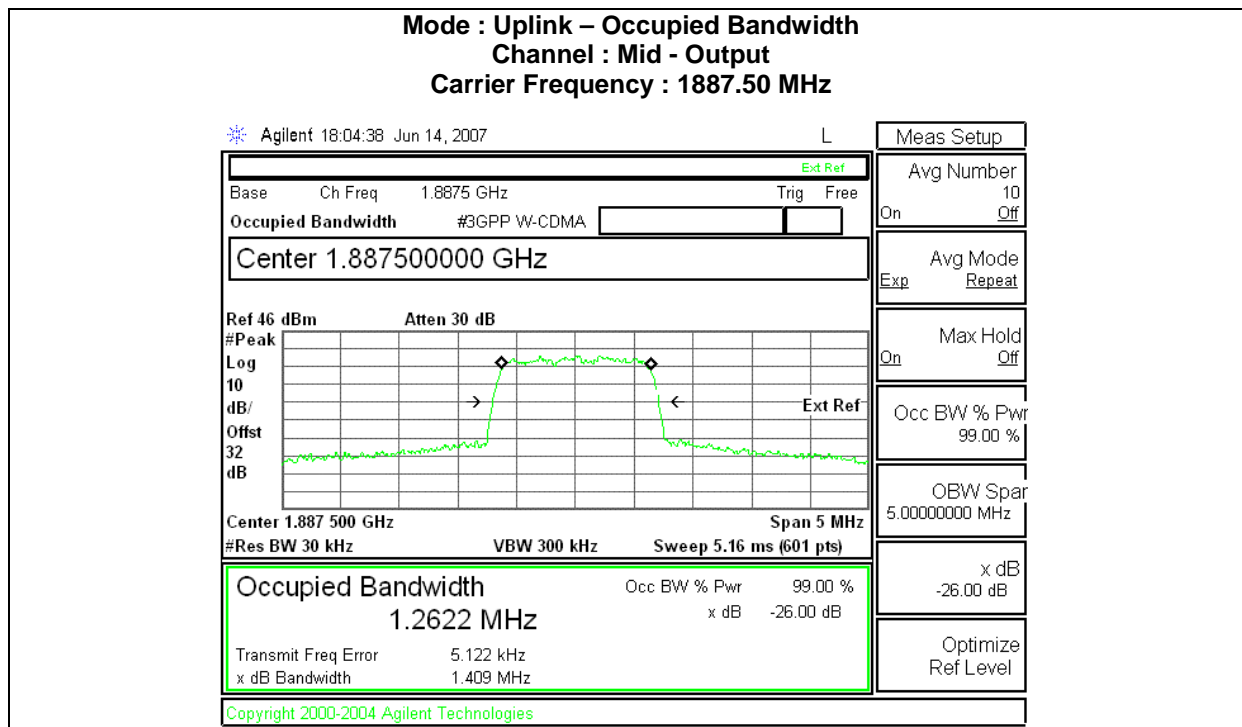 Mode : Uplink – Occupied Bandwidth
Channel : Mid - Output
Carrier Frequency : 1887.50 MHz
Agilent 18:04:38 Jun 14, 2007 L
Meas Setup
Ext Ref
Base Ch Freq 1.8875 GHz Trig Free
Occupied Bandwidth #3GPP W-CDMA
Center 1.887500000 GHz
Ref 46 dBm Atten 30 dB
#Peak
Log
10
dB/
Offst
32
dB
Ext Ref
Center 1.887 500 GHz Span 5 MHz
#Res BW 30 kHz VBW 300 kHz Sweep 5.16 ms (601 pts)
Occupied Bandwidth
1.2622 MHz
Occ BW % Pwr 99.00 %
x dB -26.00 dB
Transmit Freq Error 5.122 kHz
x dB Bandwidth 1.409 MHz
Avg Number
10
On Off
Avg Mode
Exp Repeat
Max Hold
On Off
Occ BW % Pwr
99.00 %
OBW Span
5.00000000 MHz
x dB
-26.00 dB
Optimize
Ref Level
Copyright 2000-2004 Agilent Technologies